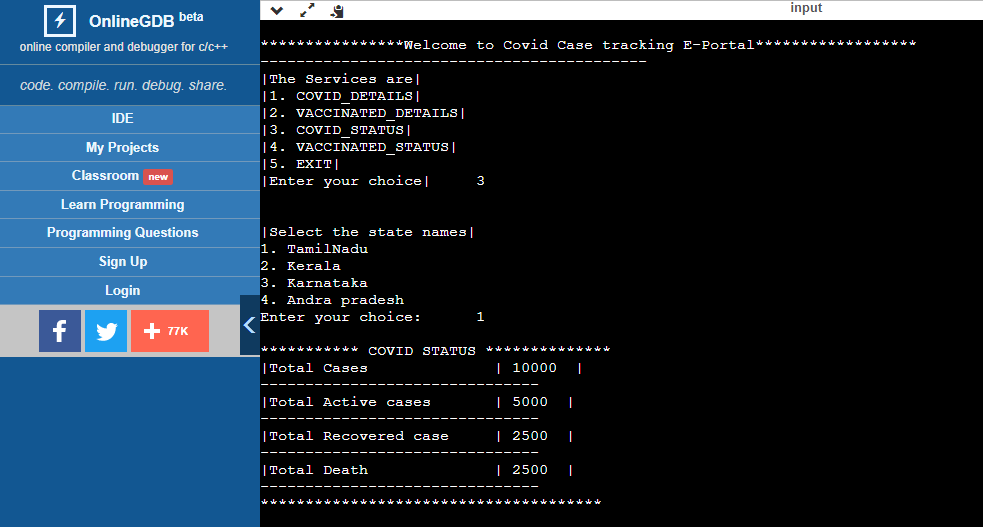 OnlineGDB beta
online compiler and debugger for c/c++
code. compile. run. debug. share.
IDE
My Projects
Classroom new
Learn Programming
Programming Questions
Sign Up
Login
77K
input
****************Welcome to Covid Case tracking E-Portal******************
-------------------------------------------
|The Services are|
|1. COVID_DETAILS|
|2. VACCINATED_DETAILS|
|3. COVID_STATUS|
|4. VACCINATED_STATUS|
|5. EXIT|
|Enter your choice|     3
|Select the state names|
1. TamilNadu
2. Kerala
3. Karnataka
4. Andra pradesh
Enter your choice:      1
*********** COVID STATUS **************
|Total Cases              | 10000  |
-------------------------------
|Total Active cases       | 5000  |
-------------------------------
|Total Recovered case     | 2500  |
-------------------------------
|Total Death              | 2500  |
-------------------------------
**************************************